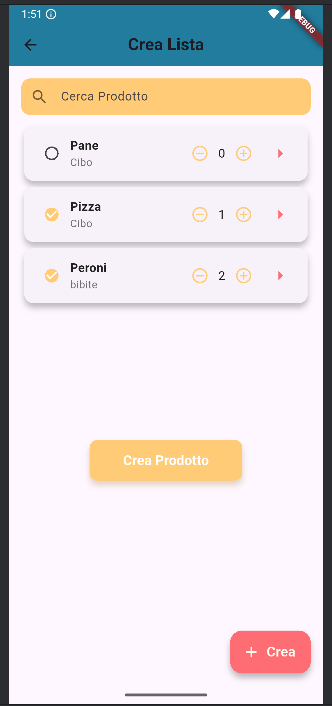 1:51
DEBUG
Crea Lista
Cerca Prodotto
Pane
Cibo
0
Pizza
Cibo
1
Peroni
bibite
2
Crea Prodotto
+ Crea